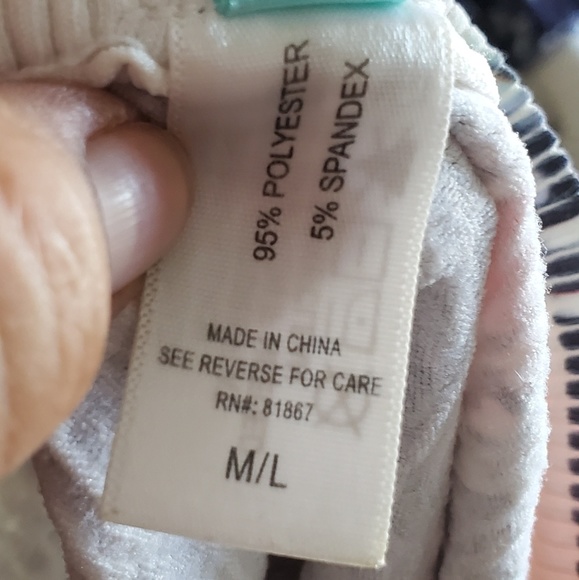 95% POLYESTER
5% SPANDEX
MADE IN CHINA
SEE REVERSE FOR CARE
RN#: 81867
M/L